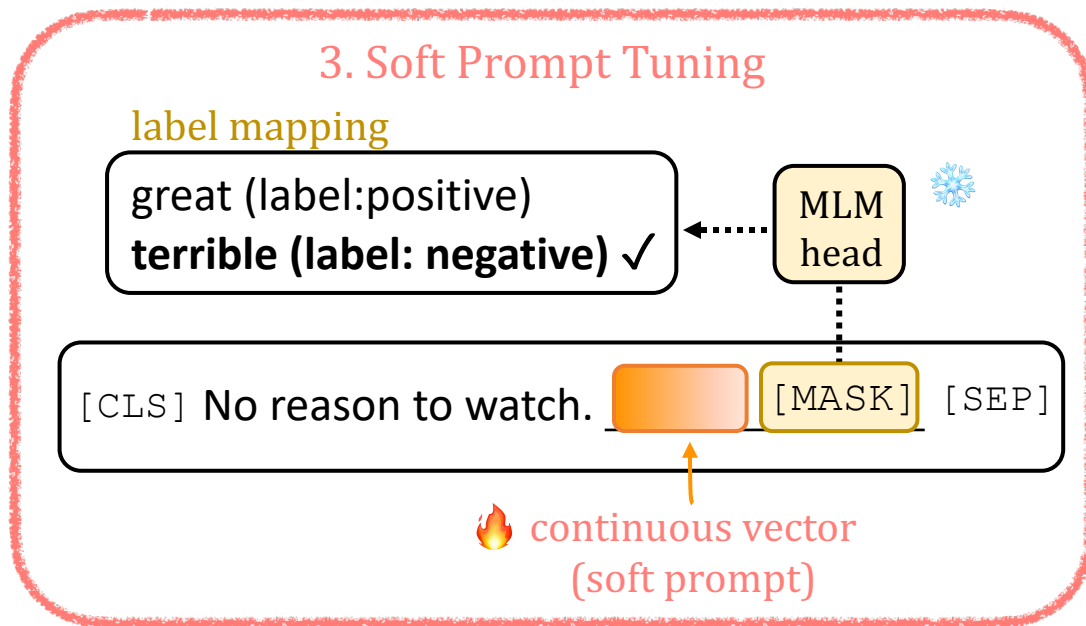 3. Soft Prompt Tuning
label mapping
great (label:positive)
terrible (label: negative) ✓
MLM
head
[CLS] No reason to watch. [MASK] [SEP]
continuous vector
(soft prompt)